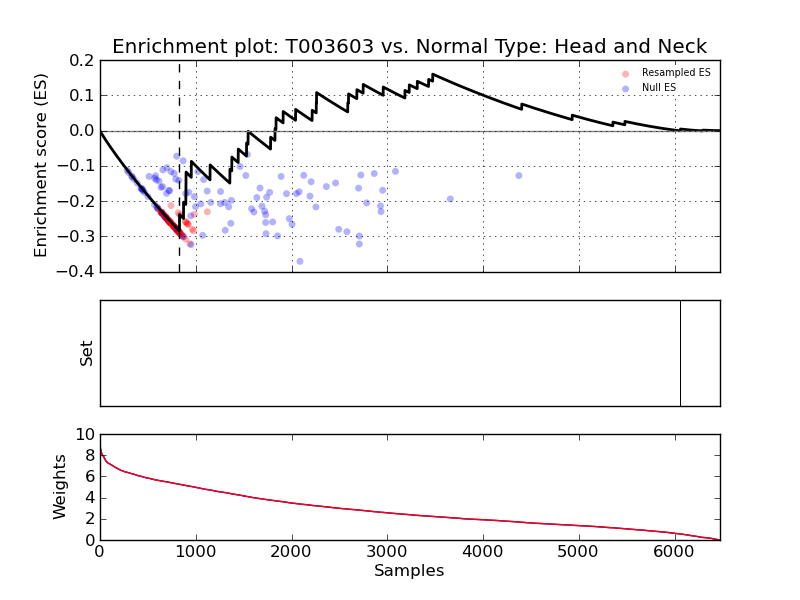 Enrichment plot: T003603 vs. Normal Type: Head and Neck
Enrichment score (ES)
0.2
0.1
0.0
−0.1
−0.2
−0.3
−0.4
Resampled ES
Null ES
Set
Weights
10
8
6
4
2
0
0 1000 2000 3000 4000 5000 6000
Samples